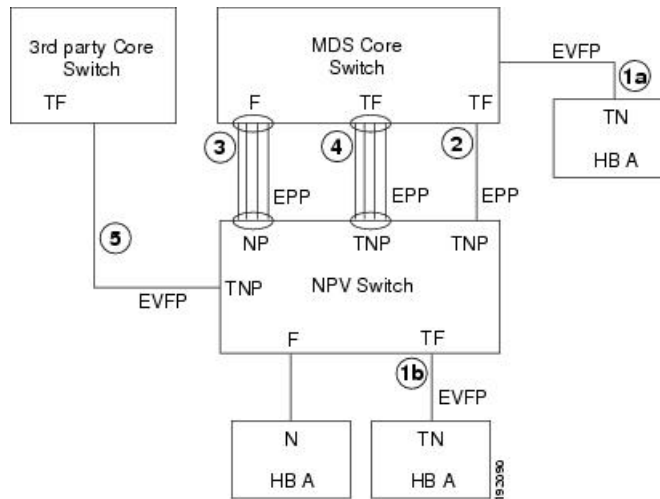 3rd party Core
Switch
TF
MDS Core
Switch
F
TF
TF
EVFP
1a
TN
HB A
3
4
2
EPP
EPP
EPP
5
NP
TNP
TNP
NPV Switch
TNP
EVFP
F
TF
1b
EVFP
N
HB A
TN
HB A
193090